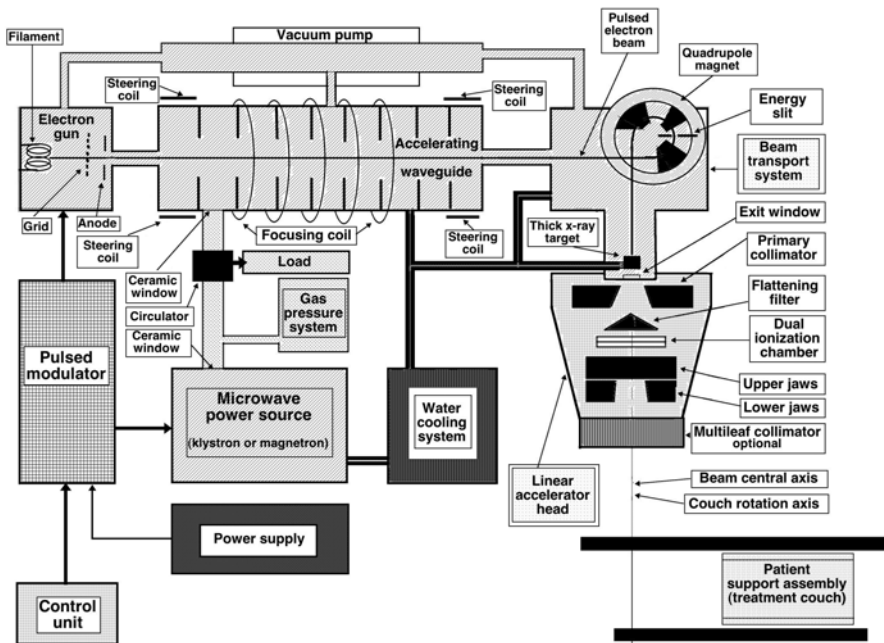 Filament
Vacuum pump
Pulsed
electron
beam
Quadrupole
magnet
Steering
coil
Steering
coil
Energy
slit
Electron
gun
Accelerating
waveguide
Beam
transport
system
Grid
Anode
Steering
coil
Focusing coil
Steering
coil
Thick x-ray
target
Exit window
Primary
collimator
Ceramic
window
Load
Circulator
Gas
pressure
system
Flattening
filter
Ceramic
window
Dual
ionization
chamber
Pulsed
modulator
Microwave
power source
(klystron or magnetron)
Water
cooling
system
Upper jaws
Lower jaws
Multileaf collimator
optional
Linear
accelerator
head
Beam central axis
Couch rotation axis
Power supply
Patient
support assembly
(treatment couch)
Control
unit